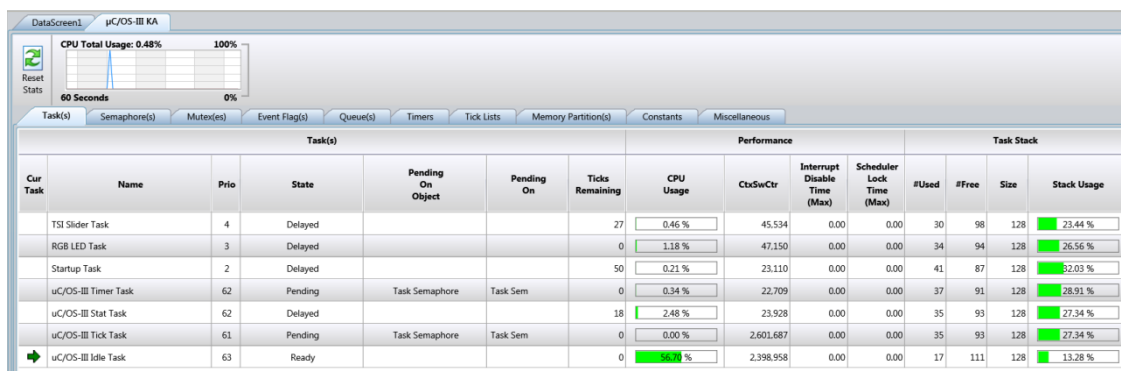 DataScreen1 µC/OS-III KA
CPU Total Usage: 0.48% 100%
Reset
Stats
60 Seconds 0%
Task(s) Semaphore(s) Mutex(es) Event Flag(s) Queue(s) Timers Tick Lists Memory Partition(s) Constants Miscellaneous
Task(s) Performance Task Stack
Cur Task Name Prio State Pending On Object Pending On Ticks Remaining CPU Usage CtxSwCtr Interrupt Disable Time (Max) Scheduler Lock Time (Max) #Used #Free Size Stack Usage
TSI Slider Task 4 Delayed 27 0.46 % 45,534 0.00 0.00 30 98 128 23.44 %
RGB LED Task 3 Delayed 0 1.18 % 47,150 0.00 0.00 34 94 128 26.56 %
Startup Task 2 Delayed 50 0.21 % 23,110 0.00 0.00 41 87 128 32.03 %
uC/OS-III Timer Task 62 Pending Task Semaphore Task Sem 0 0.34 % 22,709 0.00 0.00 37 91 128 28.91 %
uC/OS-III Stat Task 62 Delayed 18 2.48 % 23,928 0.00 0.00 35 93 128 27.34 %
uC/OS-III Tick Task 61 Pending Task Semaphore Task Sem 0 0.00 % 2,601,687 0.00 0.00 35 93 128 27.34 %
uC/OS-III Idle Task 63 Ready 0 56.70 % 2,398,958 0.00 0.00 17 111 128 13.28 %